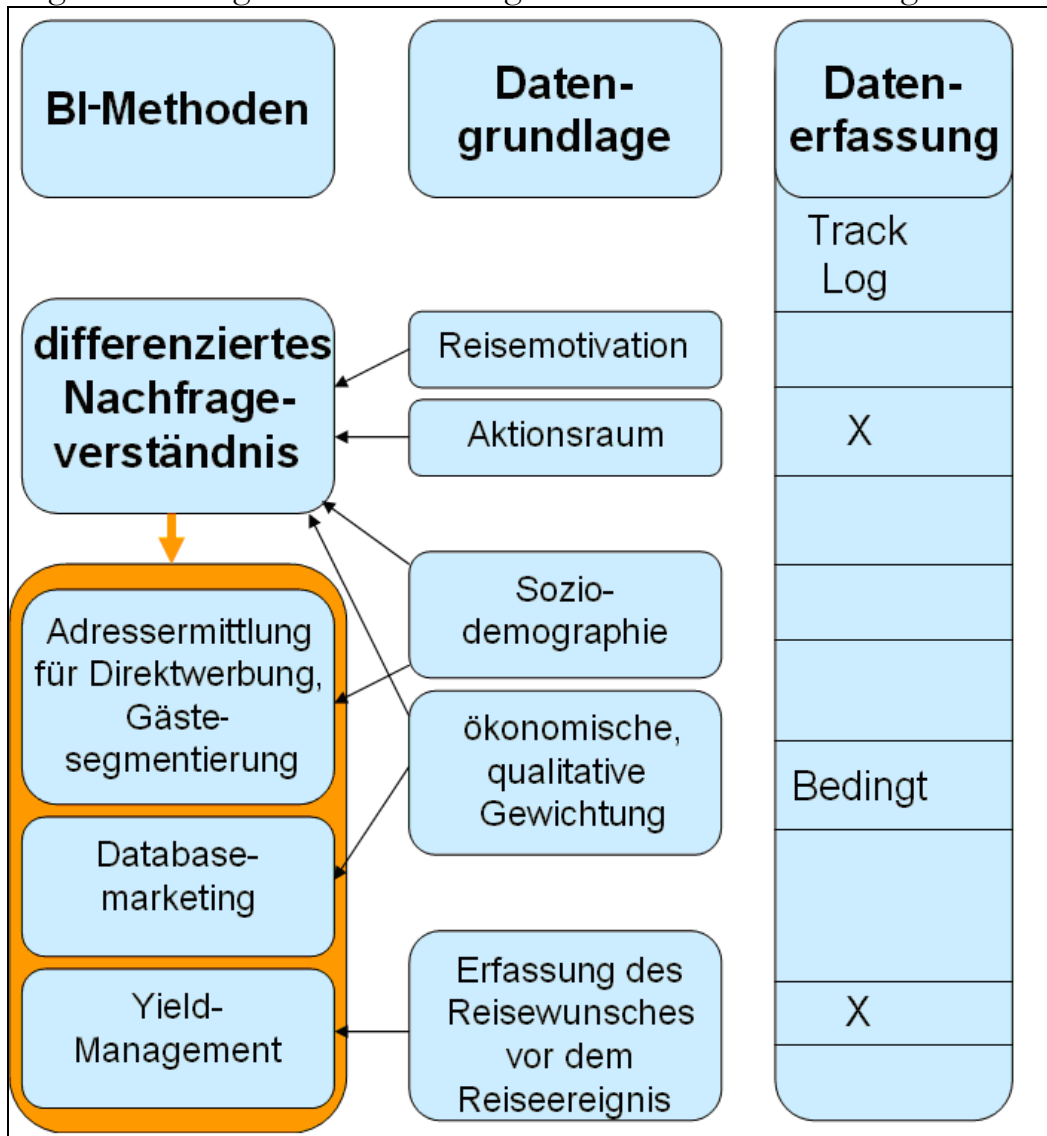 BI-Methoden
Daten-
grundlage
Daten-
erfassung
Track
Log
differenziertes
Nachfrage-
verständnis
Reisemotivation
Aktionsraum
X
Sozio-
demographie
Adressermittlung
für Direktwerbung,
Gäste-
segmentierung
ökonomische,
qualitative
Gewichtung
Bedingt
Database-
marketing
Yield-
Management
Erfassung des
Reisewunsches
vor dem
Reiseereignis
X